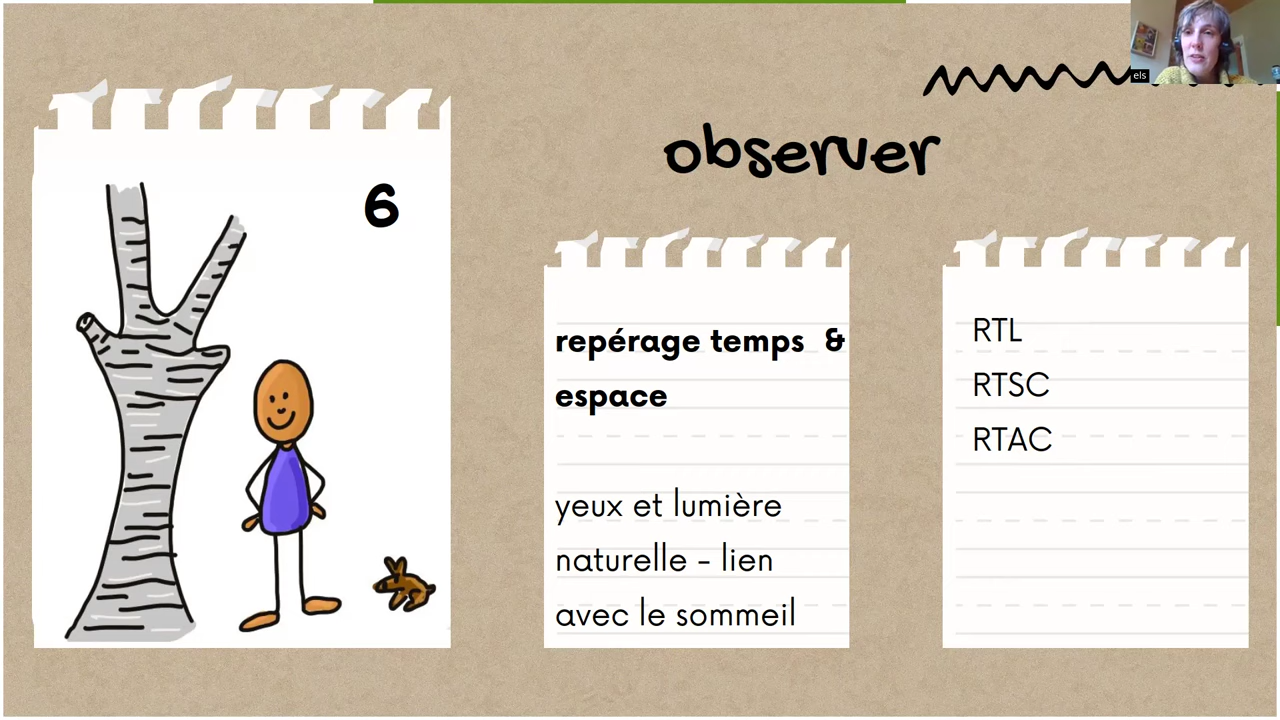 els
observer
6
repérage temps &
espace
yeux et lumière
naturelle - lien
avec le sommeil
RTL
RTSC
RTAC